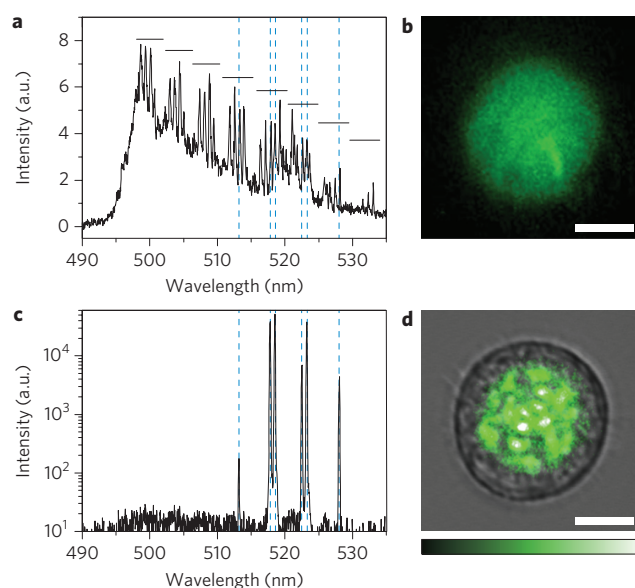 a
b
8
6
4
2
0
Intensity (a.u.)
490 500 510 520 530
Wavelength (nm)
c
d
10⁴
10³
10²
10¹
Intensity (a.u.)
490 500 510 520 530
Wavelength (nm)